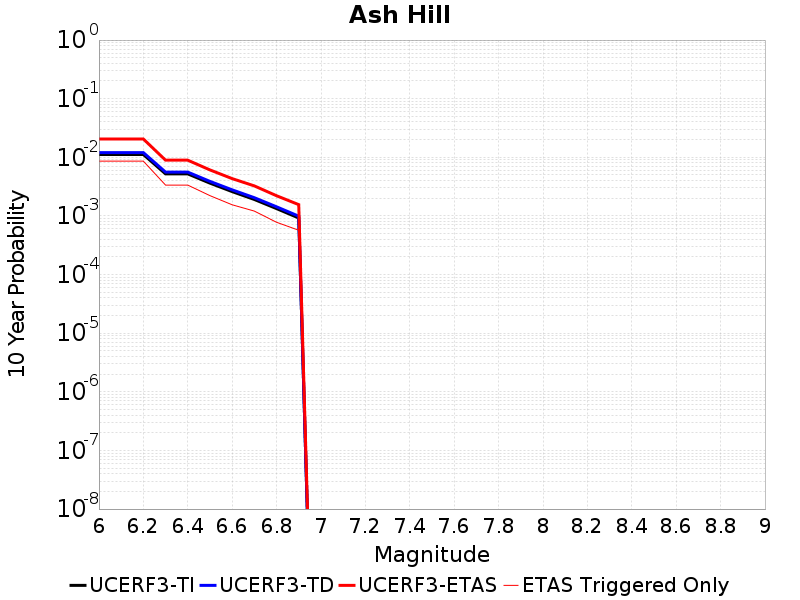 Ash Hill
10 Year Probability
10^0
10^-1
10^-2
10^-3
10^-4
10^-5
10^-6
10^-7
10^-8
6 6.2 6.4 6.6 6.8 7 7.2 7.4 7.6 7.8 8 8.2 8.4 8.6 8.8 9
Magnitude
UCERF3-TI UCERF3-TD UCERF3-ETAS ETAS Triggered Only